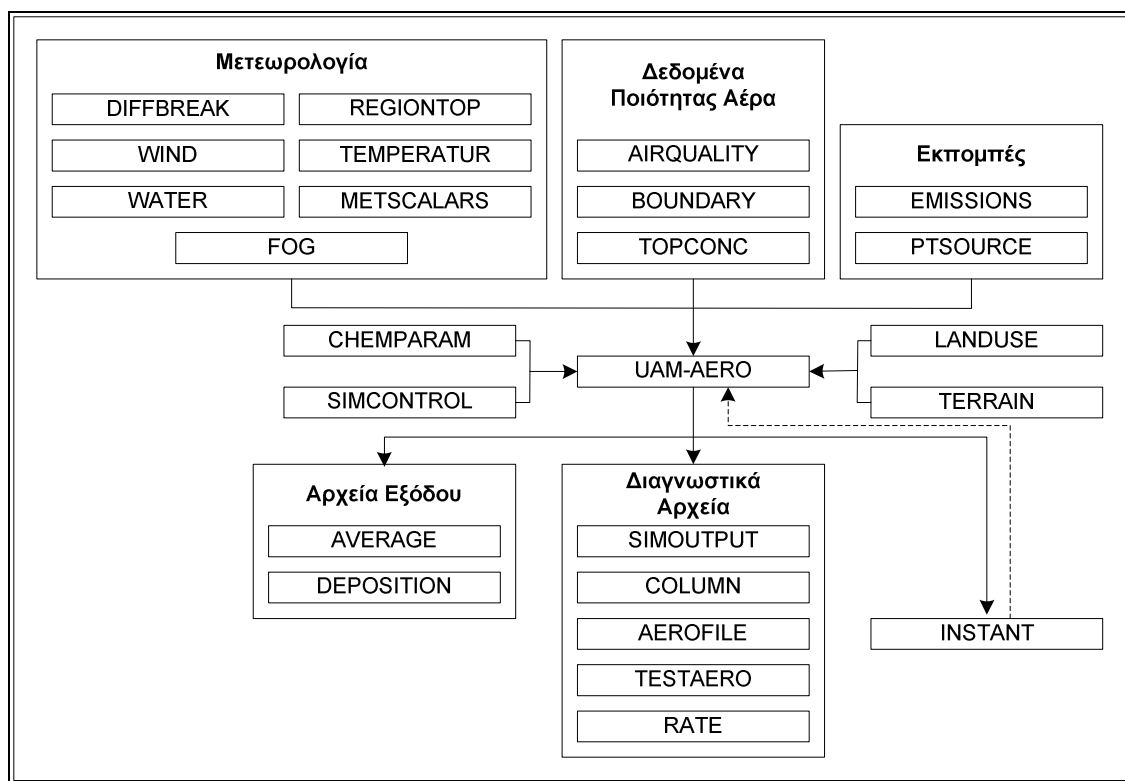 Μετεωρολογία
DIFFBREAK
REGIONTOP
WIND
TEMPERATUR
WATER
METSCALARS
FOG
Δεδομένα
Ποιότητας Αέρα
AIRQUALITY
BOUNDARY
TOPCONC
Εκπομπές
EMISSIONS
PTSOURCE
CHEMPARAM
SIMCONTROL
UAM-AERO
LANDUSE
TERRAIN
Αρχεία Εξόδου
AVERAGE
DEPOSITION
Διαγνωστικά
Αρχεία
SIMOUTPUT
COLUMN
AEROFILE
TESTAERO
RATE
INSTANT